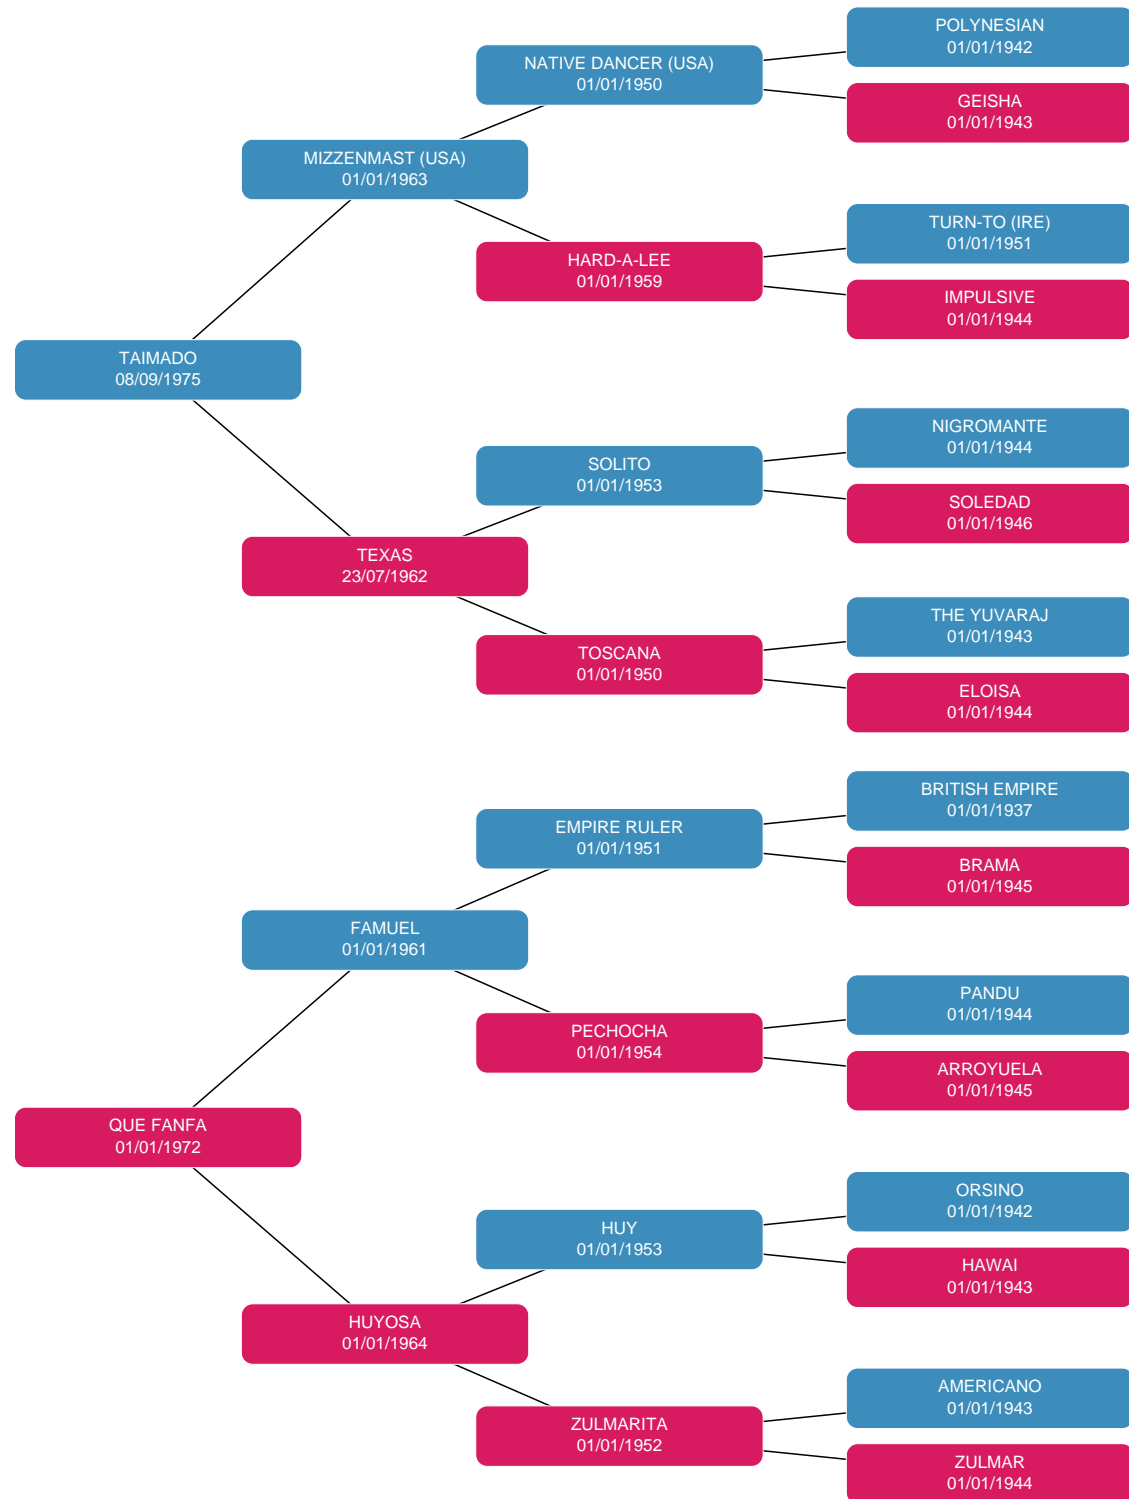 POLYNESIAN
01/01/1942
NATIVE DANCER (USA)
01/01/1950
GEISHA
01/01/1943
MIZZENMAST (USA)
01/01/1963
TURN-TO (IRE)
01/01/1951
HARD-A-LEE
01/01/1959
IMPULSIVE
01/01/1944
TAIMADO
08/09/1975
NIGROMANTE
01/01/1944
SOLITO
01/01/1953
SOLEDAD
01/01/1946
TEXAS
23/07/1962
THE YUVARAJ
01/01/1943
TOSCANA
01/01/1950
ELOISA
01/01/1944
BRITISH EMPIRE
01/01/1937
EMPIRE RULER
01/01/1951
BRAMA
01/01/1945
FAMUEL
01/01/1961
PANDU
01/01/1944
PECHOCHA
01/01/1954
ARROYUELA
01/01/1945
QUE FANFA
01/01/1972
ORSINO
01/01/1942
HUY
01/01/1953
HAWAI
01/01/1943
HUYOSA
01/01/1964
AMERICANO
01/01/1943
ZULMARITA
01/01/1952
ZULMAR
01/01/1944